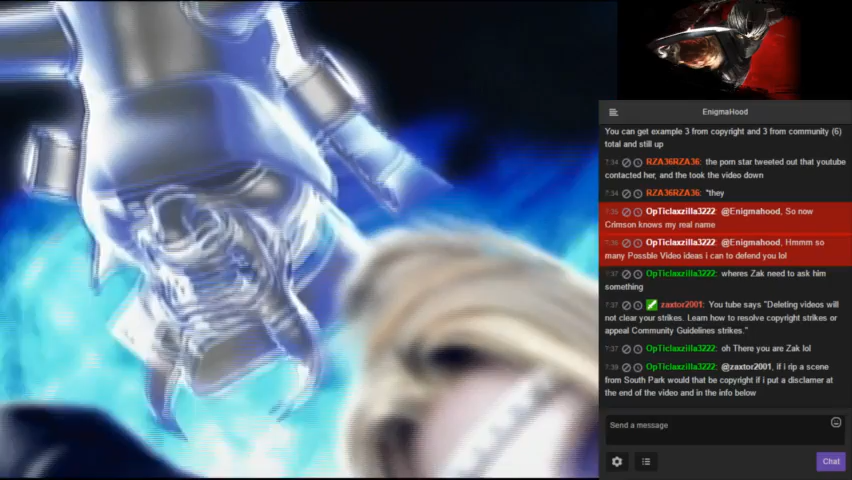 EnigmaHood
You can get example 3 from copyright and 3 from community (6)
total and still up
7:34 RZA36RZA36: the porn star tweeted out that youtube
contacted her, and the took the video down
7:34 RZA36RZA36: "they
7:35 OpTiclaxzilla3222: @Enigmahood, So now
Crimson knows my real name
7:36 OpTiclaxzilla3222: @Enigmahood, Hmmm so
many Possble Video ideas i can to defend you lol
7:37 OpTiclaxzilla3222: wheres Zak need to ask him
something
7:37 zaxtor2001: You tube says "Deleting videos will
not clear your strikes. Learn how to resolve copyright strikes or
appeal Community Guidelines strikes."
7:37 OpTiclaxzilla3222: oh There you are Zak lol
7:39 OpTiclaxzilla3222: @zaxtor2001, if i rip a scene
from South Park would that be copyright if i put a disclamer at
the end of the video and in the info below
Send a message
Chat